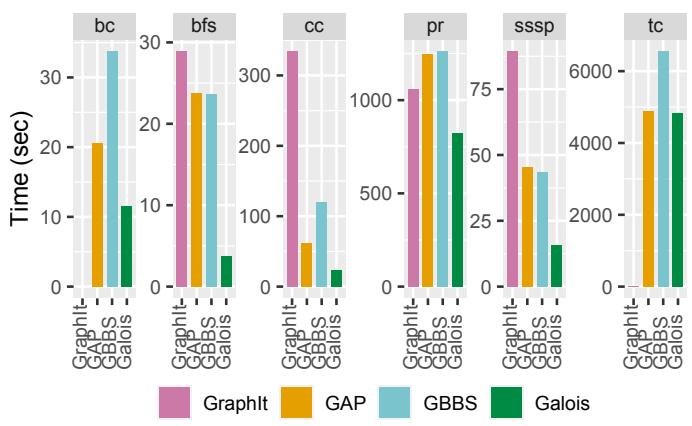 bc bfs cc pr sssp tc
Time (sec)
30
20
10
0
GraphIt GAP GBBS Galois
30
20
10
0
GraphIt GAP GBBS Galois
300
200
100
0
GraphIt GAP GBBS Galois
1000
500
0
GraphIt GAP GBBS Galois
75
50
25
0
GraphIt GAP GBBS Galois
6000
4000
2000
0
GraphIt GAP GBBS Galois
GraphIt GAP GBBS Galois